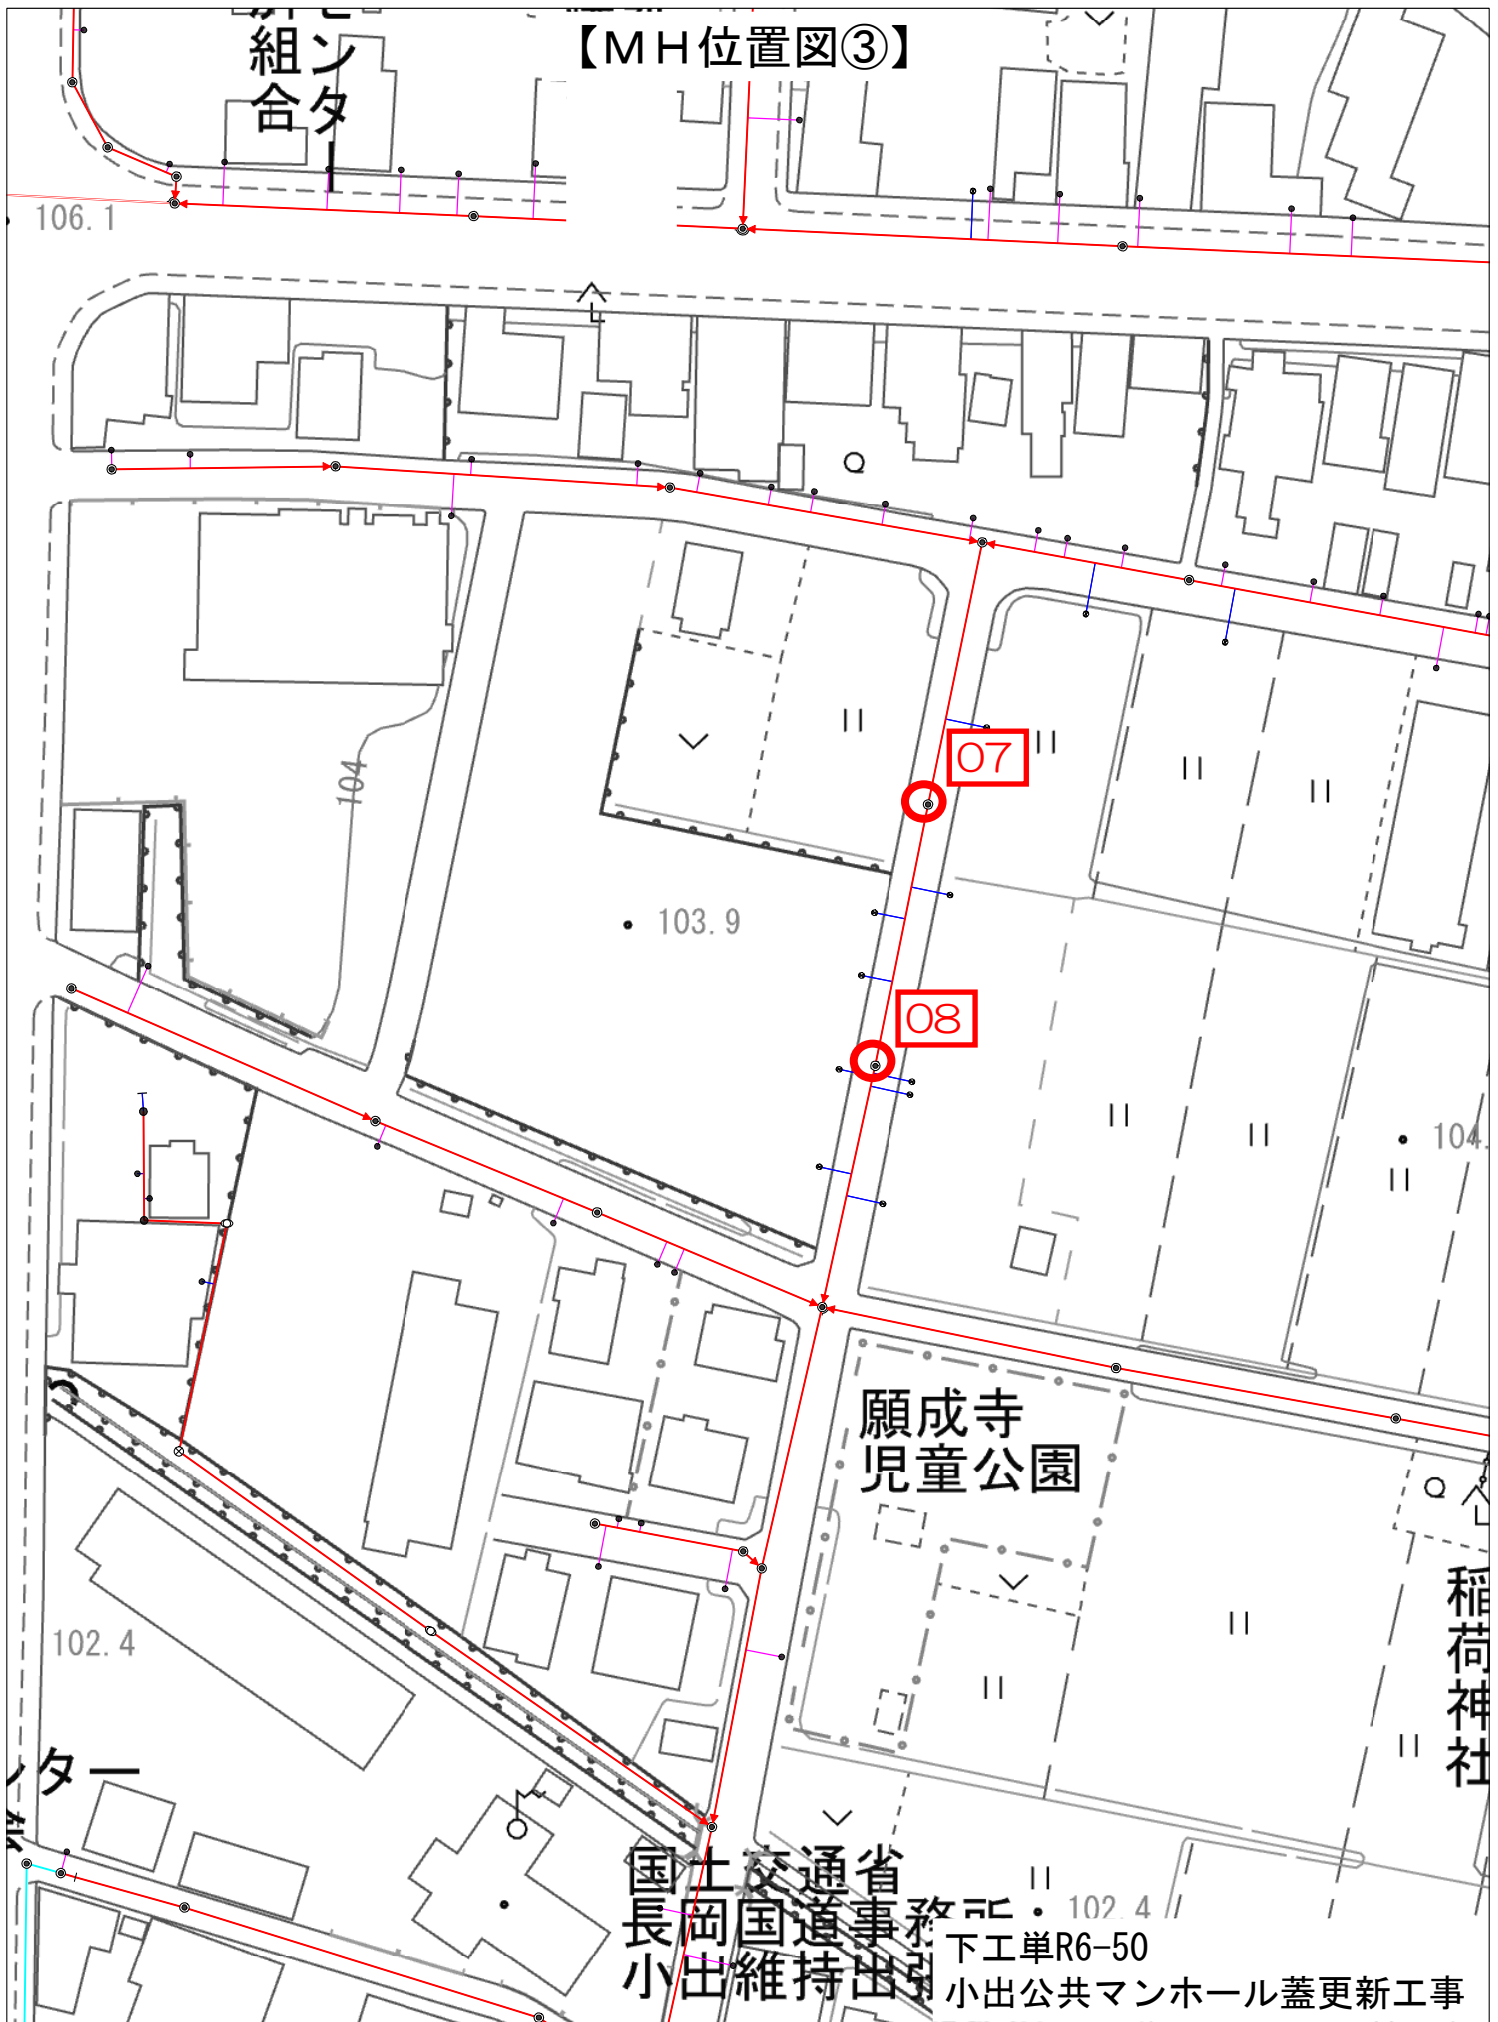 【ＭＨ位置図③】
組合
ンタ
106.1
104
07
103.9
08
104.
願成寺
児童公園
稲荷神社
102.4
ンター
国土交通省
長岡国道事務所
小出維持出張
102.4
下工単R6-50
小出公共マンホール蓋更新工事